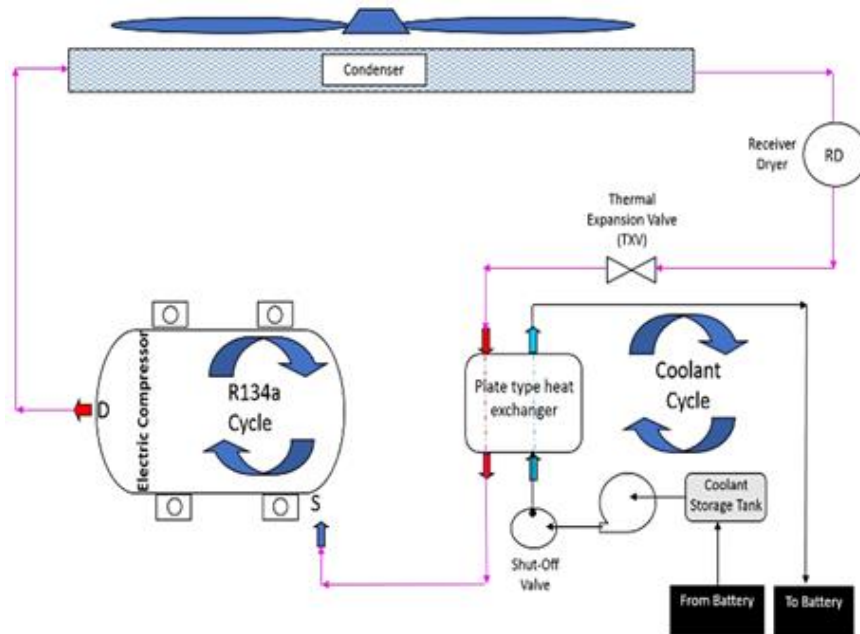 Condenser
Receiver
Dryer
RD
Thermal
Expansion Valve
(TXV)
Electric Compressor
D
R134a
Cycle
S
Plate type heat
exchanger
Coolant
Cycle
Coolant
Storage Tank
Shut-Off
Valve
From Battery
To Battery